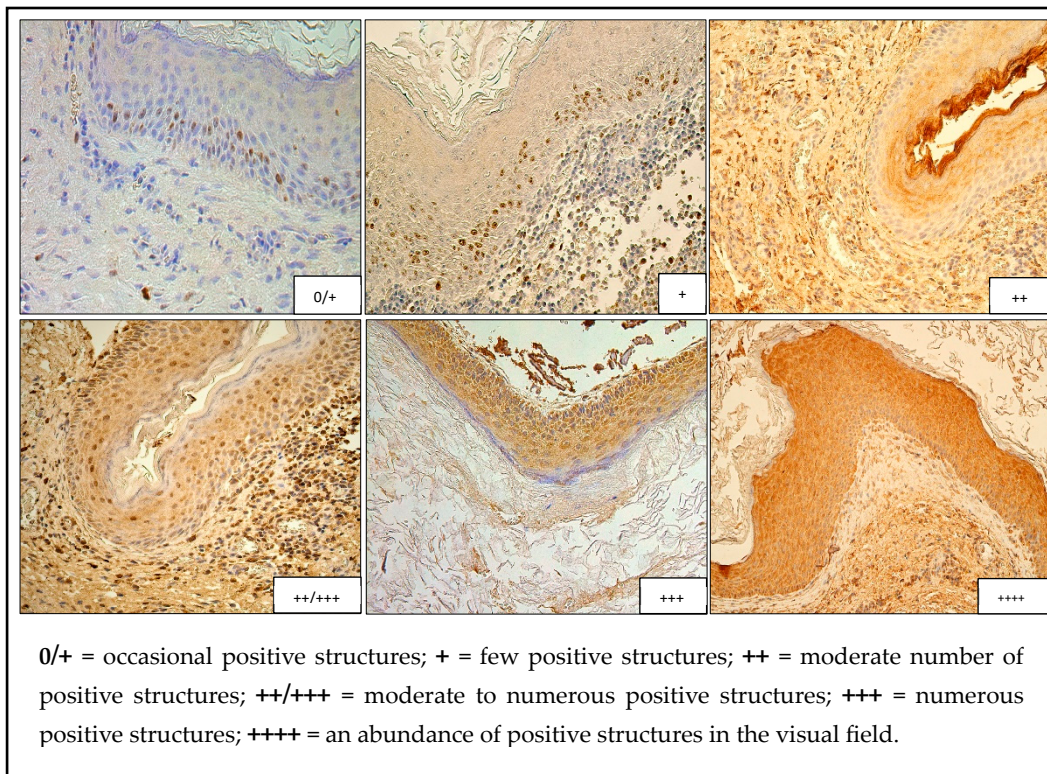 0/+
+
++
++/+++
+++
++++
0/+ = occasional positive structures; + = few positive structures; ++ = moderate number of
positive structures; ++/+++ = moderate to numerous positive structures; +++ = numerous
positive structures; ++++ = an abundance of positive structures in the visual field.